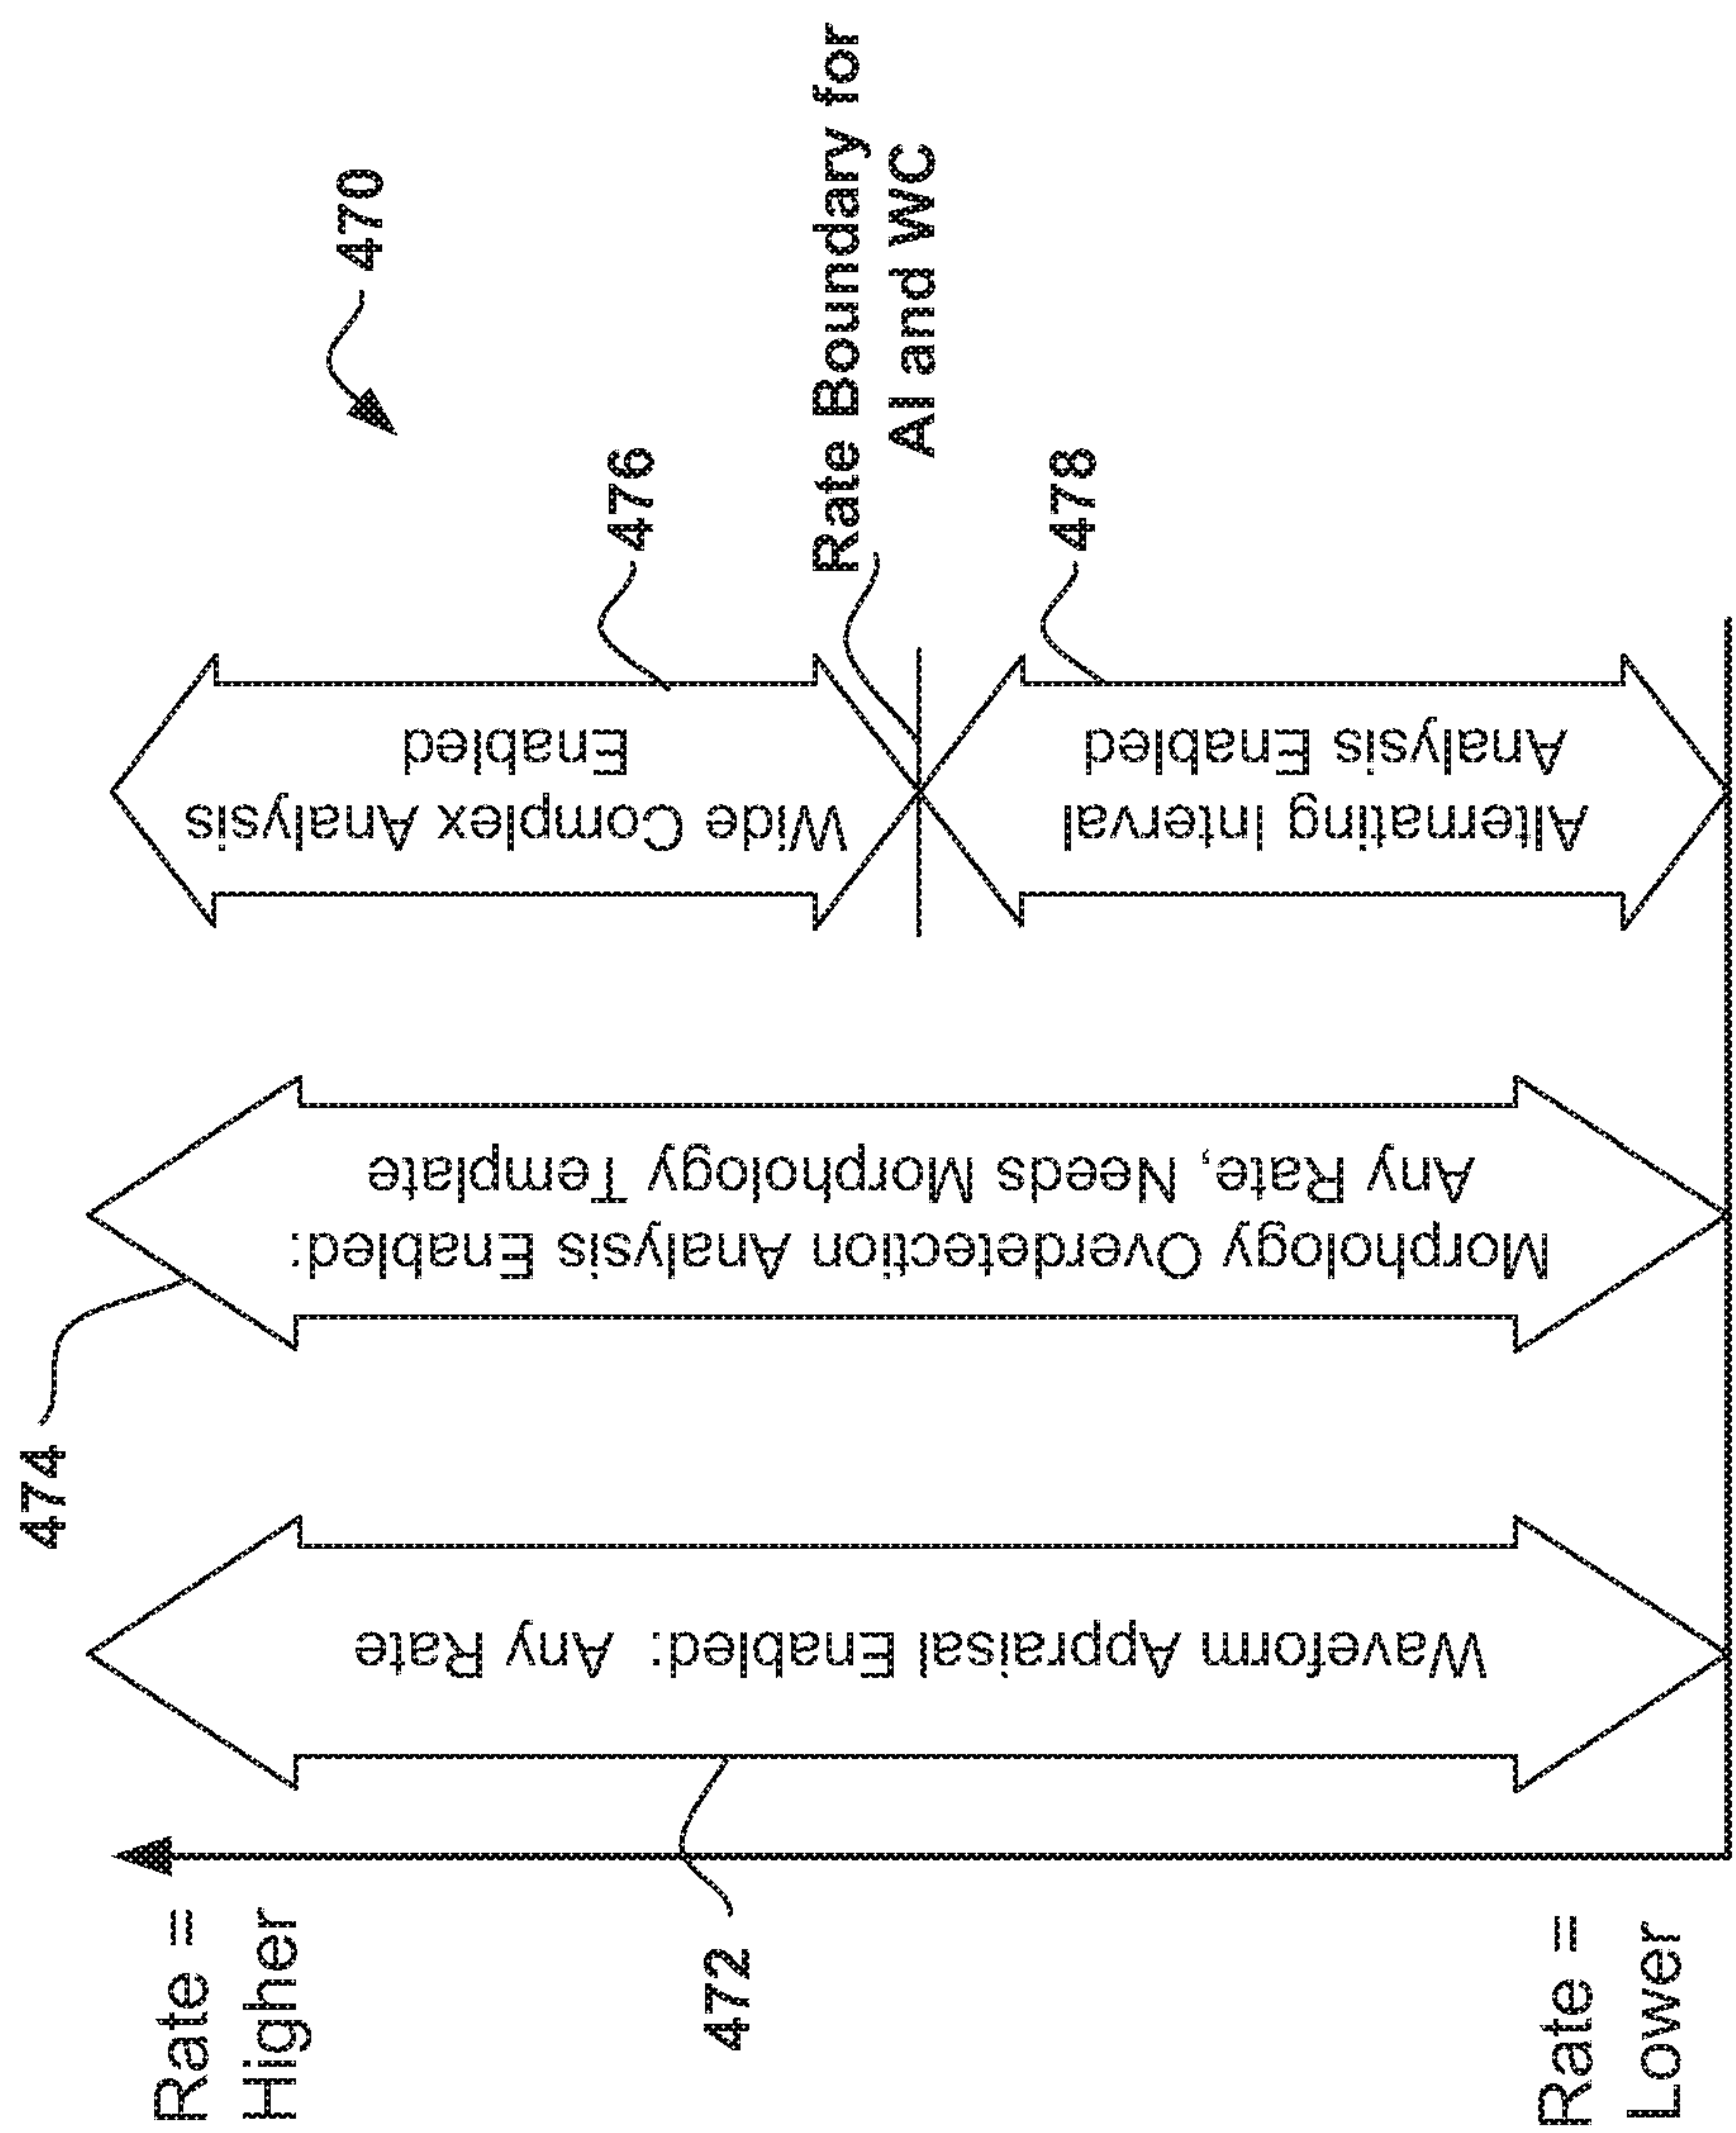 Rate =
Higher
Rate =
Lower
472
Waveform Appraisal Enabled: Any Rate
474
Morphology Overdetection Analysis Enabled:
Any Rate, Needs Morphology Template
Wide Complex Analysis
Enabled
476
Alternating Interval
Analysis Enabled
478
Rate Boundary for
AI and WC
470